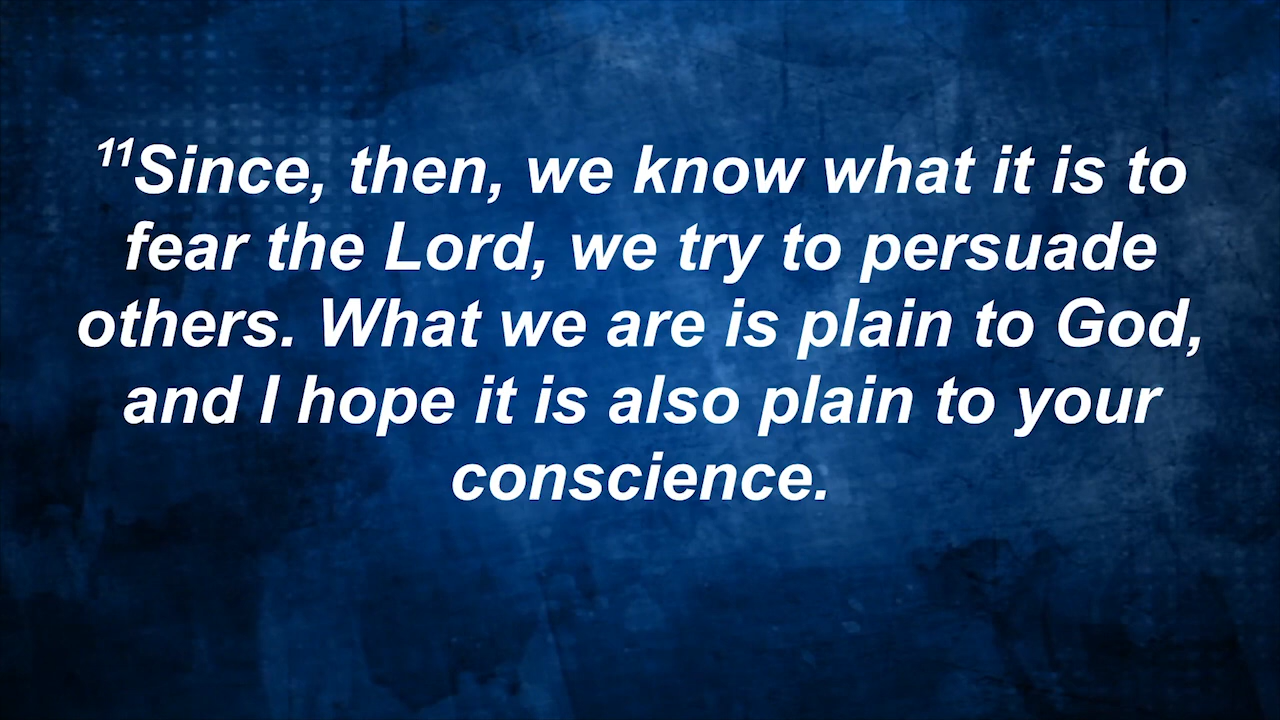 ¹¹Since, then, we know what it is to
fear the Lord, we try to persuade
others. What we are is plain to God,
and I hope it is also plain to your
conscience.